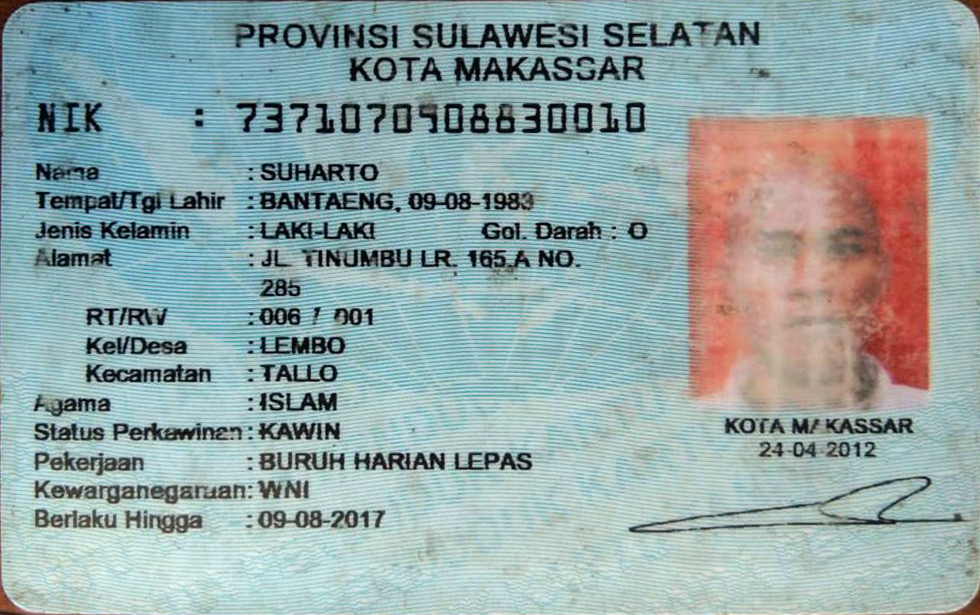 PROVINSI SULAWESI SELATAN
KOTA MAKASSAR
NIK : 7371070908830010
Nama : SUHARTO
Tempat/Tgl Lahir : BANTAENG, 09-08-1983
Jenis Kelamin : LAKI-LAKI Gol. Darah : O
Alamat : JL. TINUMBU LR. 165.A NO.
285
RT/RW : 006 / 001
Kel/Desa : LEMBO
Kecamatan : TALLO
Agama : ISLAM
Status Perkawinan : KAWIN
Pekerjaan : BURUH HARIAN LEPAS
Kewarganegaraan: WNI
Berlaku Hingga : 09-08-2017
KOTA MAKASSAR
24-04-2012